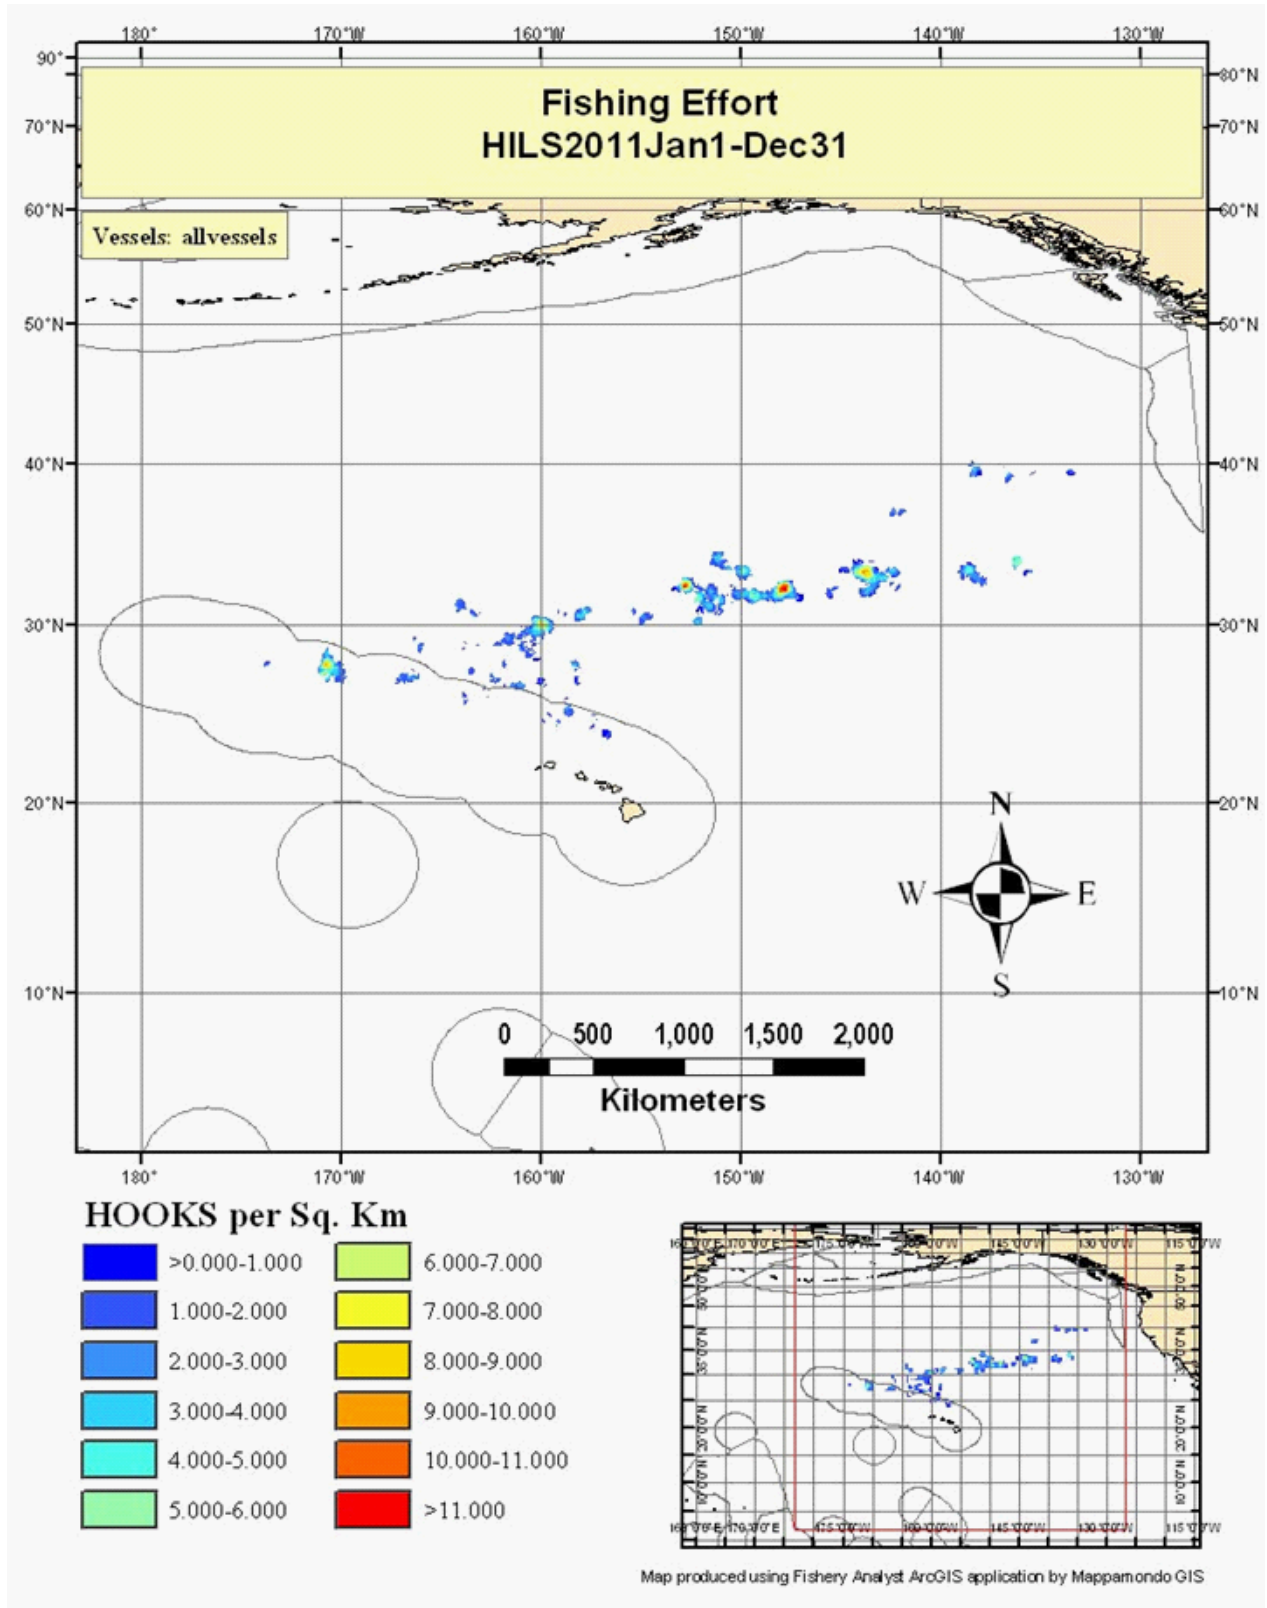 180° 170°W 160°W 150°W 140°W 130°W
90° 80°N
Fishing Effort
HILS2011Jan1-Dec31
70°N 70°N
60°N 60°N
Vessels: allvessels
50°N 50°N
40°N 40°N
30°N 30°N
20°N 20°N
N
W E
S
10°N 10°N
0 500 1,000 1,500 2,000
Kilometers
180° 170°W 160°W 150°W 140°W 130°W
HOOKS per Sq. Km
>0.000-1.000 6.000-7.000
1.000-2.000 7.000-8.000
2.000-3.000 8.000-9.000
3.000-4.000 9.000-10.000
4.000-5.000 10.000-11.000
5.000-6.000 >11.000
Map produced using Fishery Analyst ArcGIS application by Mappamondo GIS